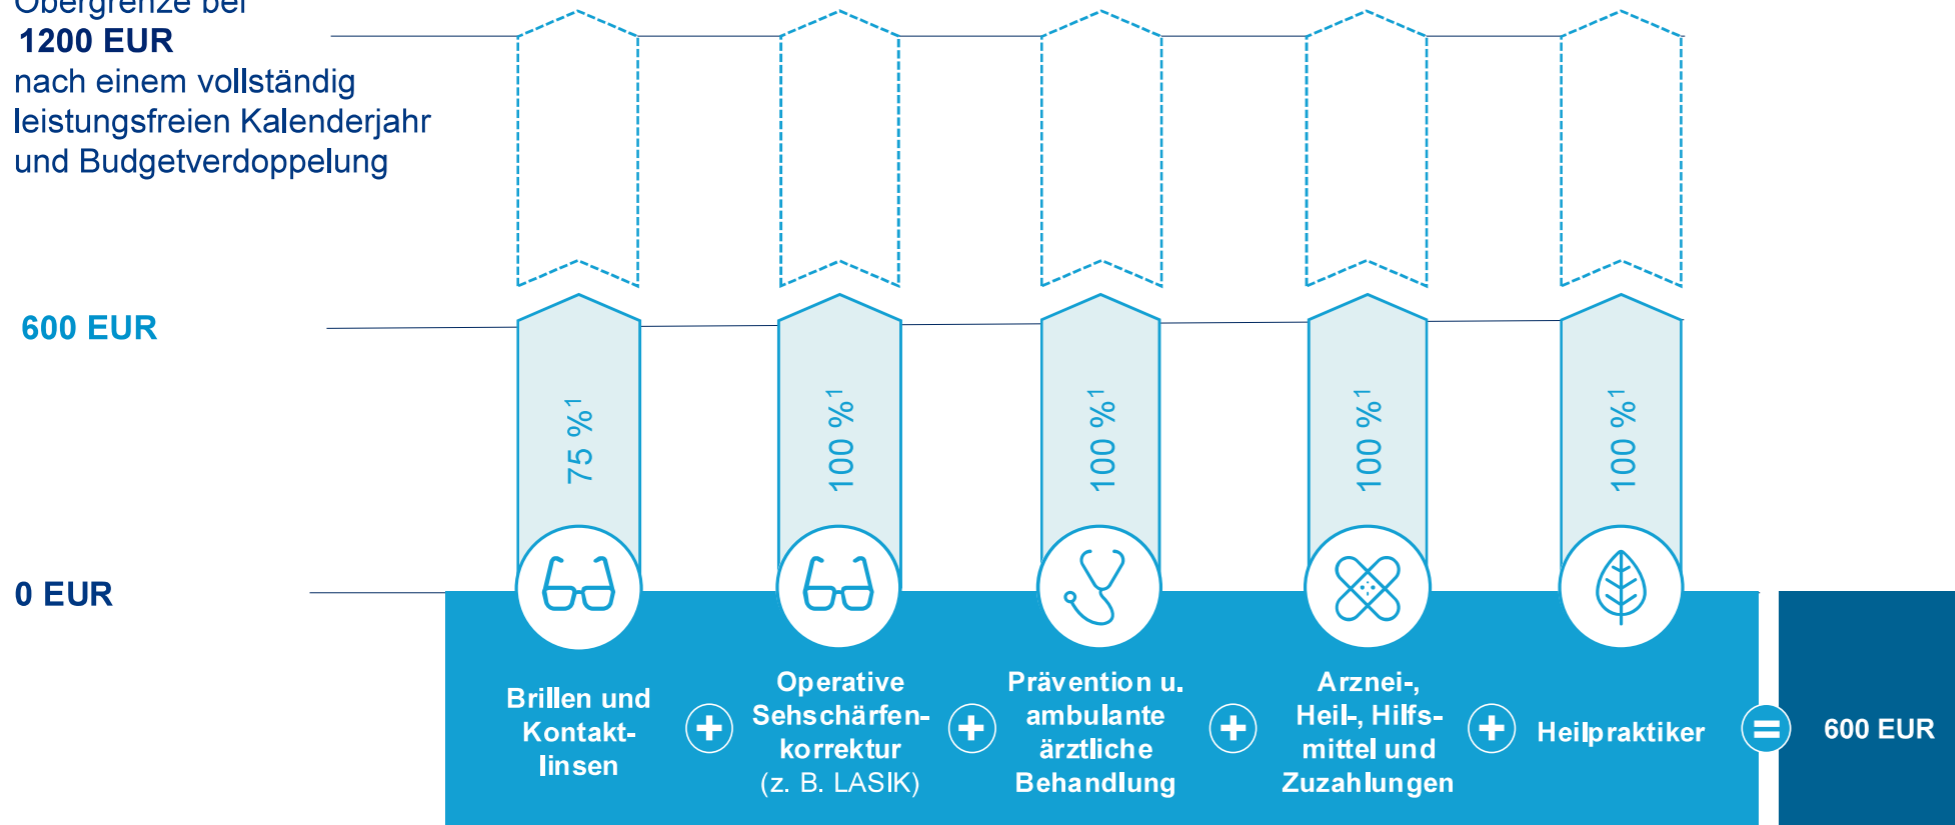 Obergrenze bei
1200 EUR
nach einem vollständig
leistungsfreien Kalenderjahr
und Budgetverdoppelung
600 EUR
75 %¹
100 %¹
100 %¹
100 %¹
100 %¹
0 EUR
Brillen und
Kontakt-
linsen
+
Operative
Sehschärfen-
korrektur
(z. B. LASIK)
+
Prävention u.
ambulante
ärztliche
Behandlung
+
Arznei-,
Heil-, Hilfs-
mittel und
Zuzahlungen
+
Heilpraktiker
=
600 EUR